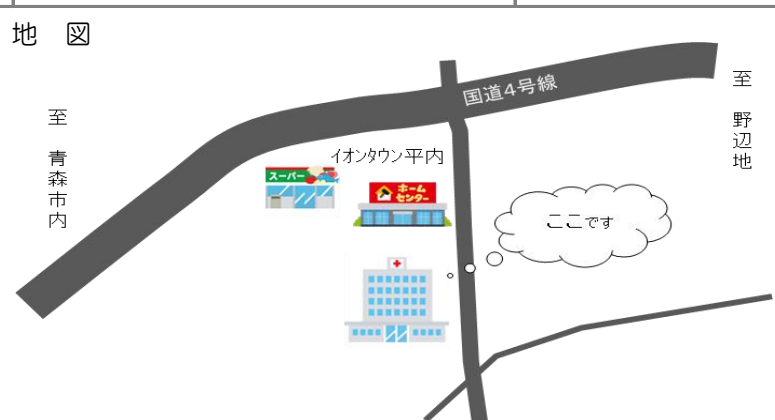 地 図
国道4号線
至 野辺地
至 青森市内
イオンタウン平内
スーパー
ホーム
センター
ここです